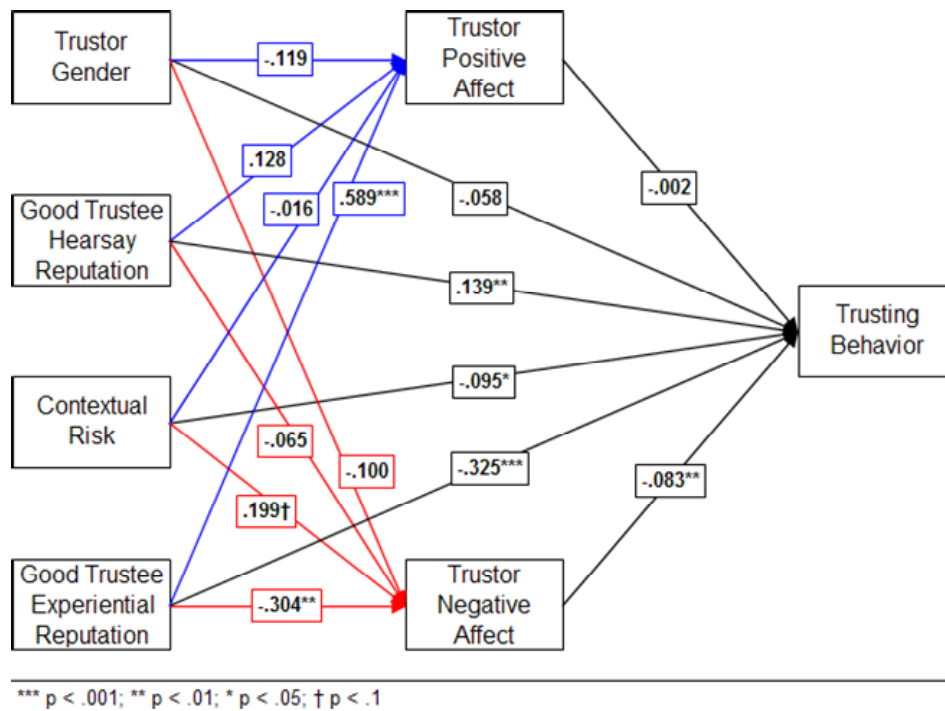 Trustor
Gender
-.119
Trustor
Positive
Affect
.128
-.016
.589***
-.058
-.002
Good Trustee
Hearsay
Reputation
.139**
Trusting
Behavior
Contextual
Risk
-.095*
-.065
-.100
-.325***
-.083**
.199†
Good Trustee
Experiential
Reputation
-.304**
Trustor
Negative
Affect
*** p < .001; ** p < .01; * p < .05; † p < .1